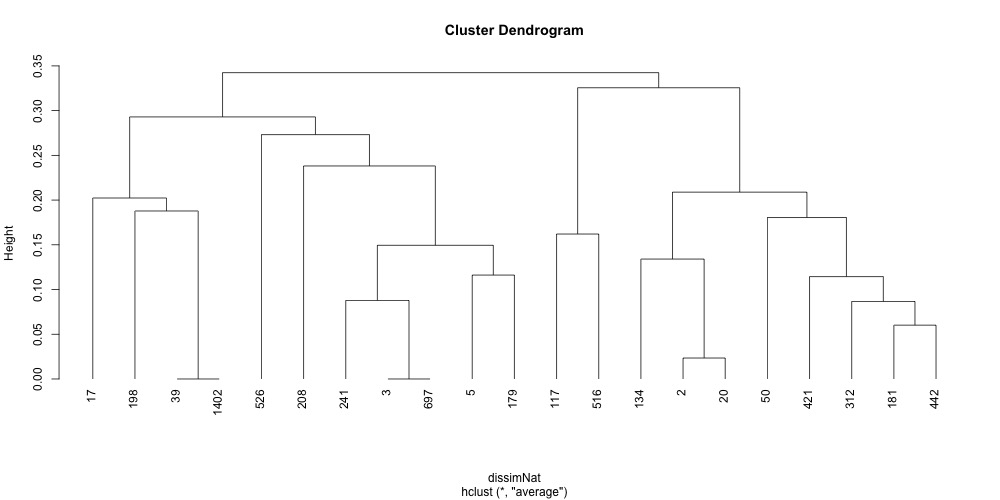 Cluster Dendrogram
Height
0.00 0.05 0.10 0.15 0.20 0.25 0.30 0.35
17 198 39 1402 526 208 241 3 697 5 179 117 516 134 2 20 50 421 312 181 442
dissimNat
hclust (*, "average")